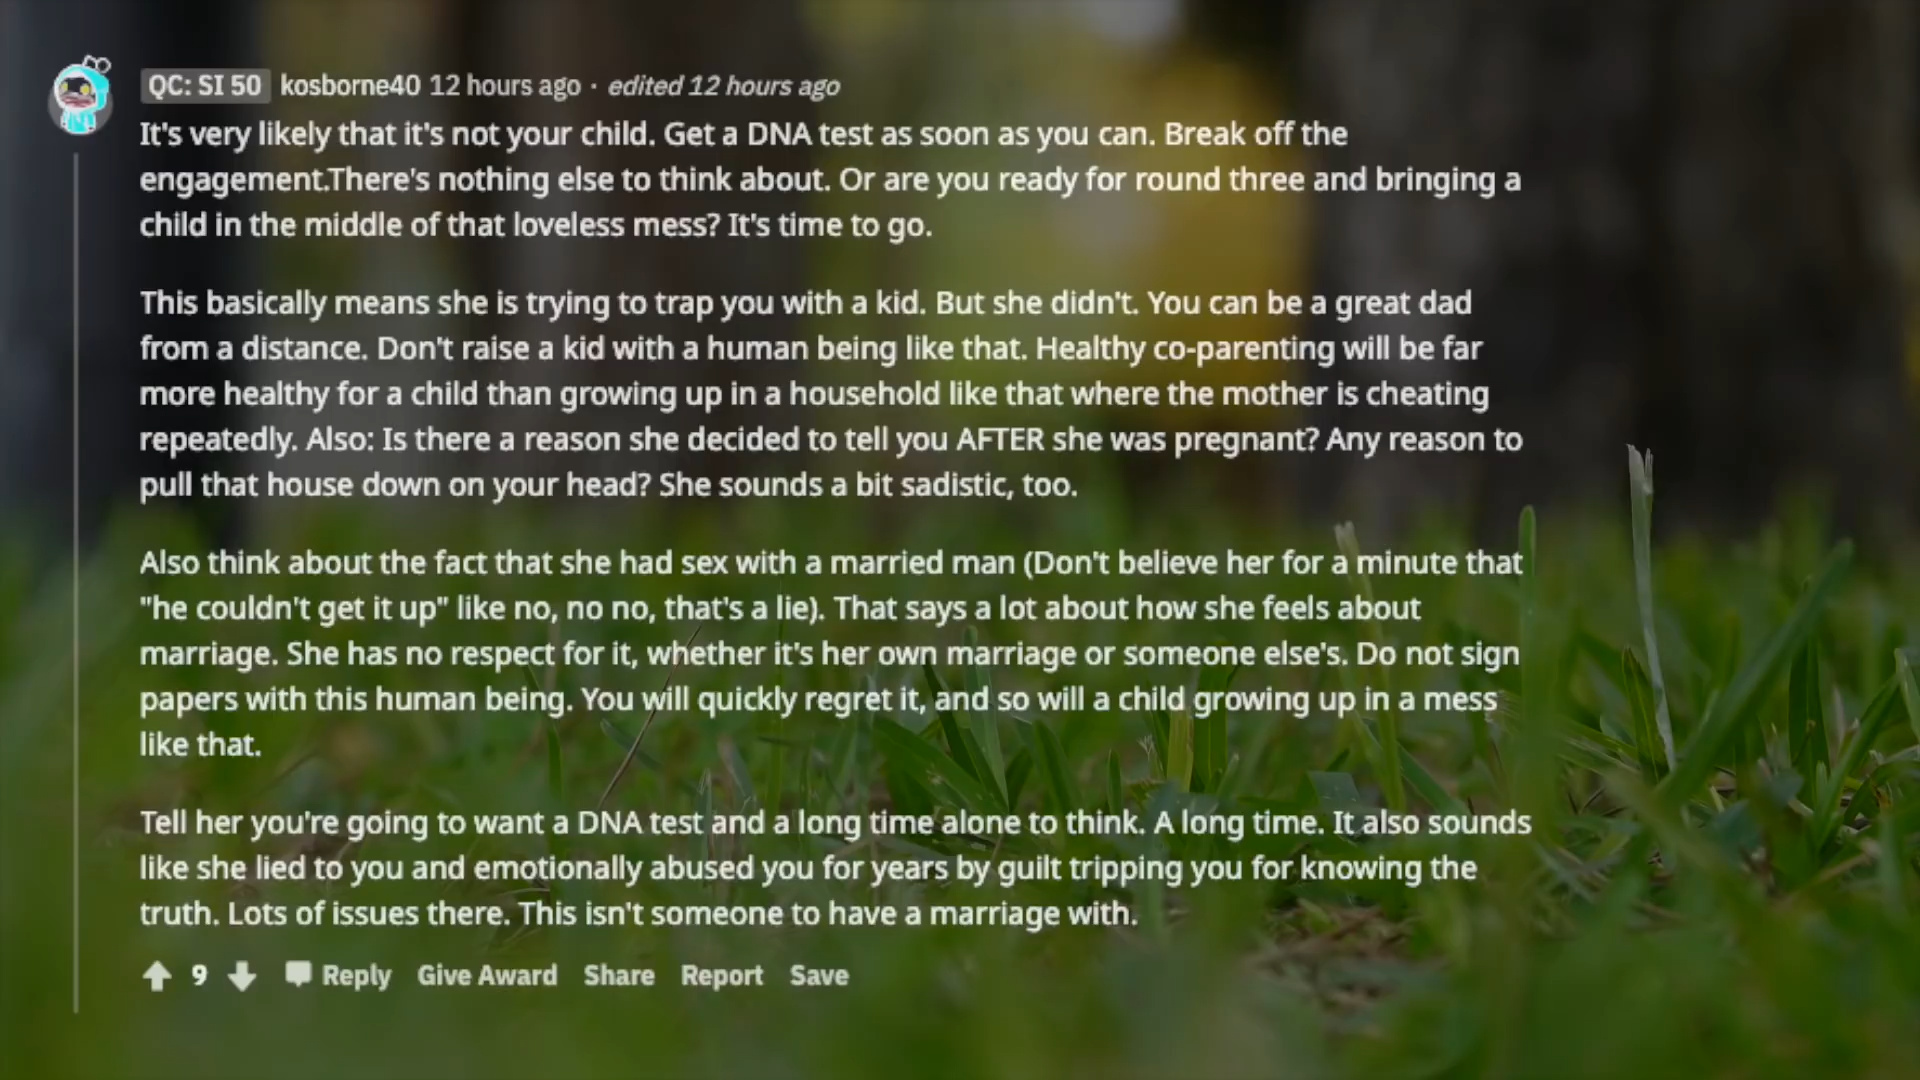 QC: SI 50 kosborne40 12 hours ago · edited 12 hours ago
It's very likely that it's not your child. Get a DNA test as soon as you can. Break off the
engagement.There's nothing else to think about. Or are you ready for round three and bringing a
child in the middle of that loveless mess? It's time to go.
This basically means she is trying to trap you with a kid. But she didn't. You can be a great dad
from a distance. Don't raise a kid with a human being like that. Healthy co-parenting will be far
more healthy for a child than growing up in a household like that where the mother is cheating
repeatedly. Also: Is there a reason she decided to tell you AFTER she was pregnant? Any reason to
pull that house down on your head? She sounds a bit sadistic, too.
Also think about the fact that she had sex with a married man (Don't believe her for a minute that
"he couldn't get it up" like no, no no, that's a lie). That says a lot about how she feels about
marriage. She has no respect for it, whether it's her own marriage or someone else's. Do not sign
papers with this human being. You will quickly regret it, and so will a child growing up in a mess
like that.
Tell her you're going to want a DNA test and a long time alone to think. A long time. It also sounds
like she lied to you and emotionally abused you for years by guilt tripping you for knowing the
truth. Lots of issues there. This isn't someone to have a marriage with.
9 Reply Give Award Share Report Save